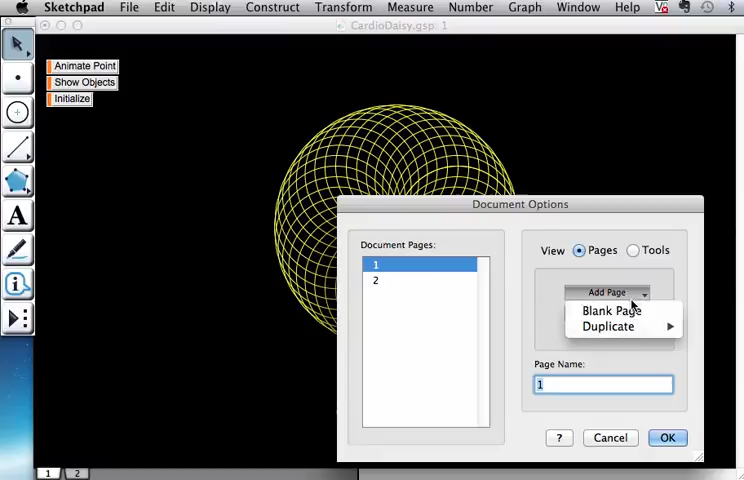 Sketchpad File Edit Display Construct Transform Measure Number Graph Window Help
CardioDaisy.gsp: 1
Animate Point
Show Objects
Initialize
A
Document Options
Document Pages:
1
2
View Pages Tools
Add Page
Blank Page
Duplicate
Page Name:
1
? Cancel OK
1 2